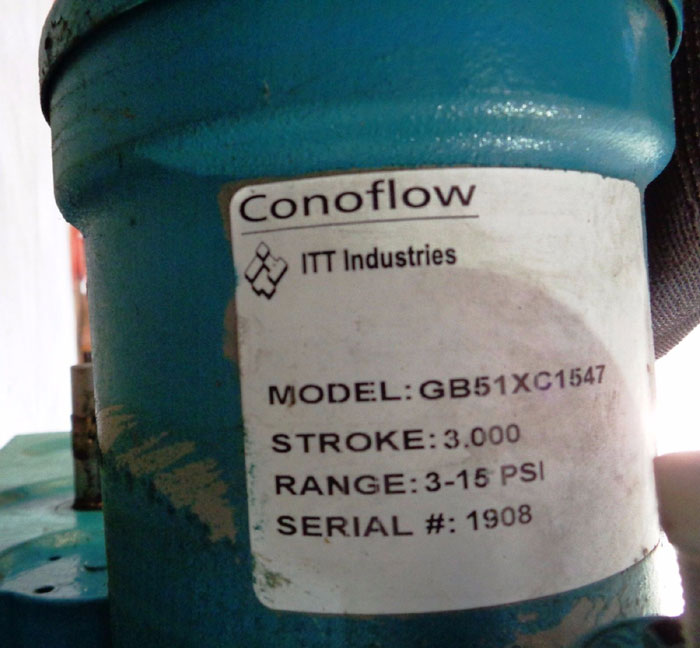 Conoflow
ITT Industries
MODEL: GB51XC1547
STROKE: 3.000
RANGE: 3-15 PSI
SERIAL #: 1908